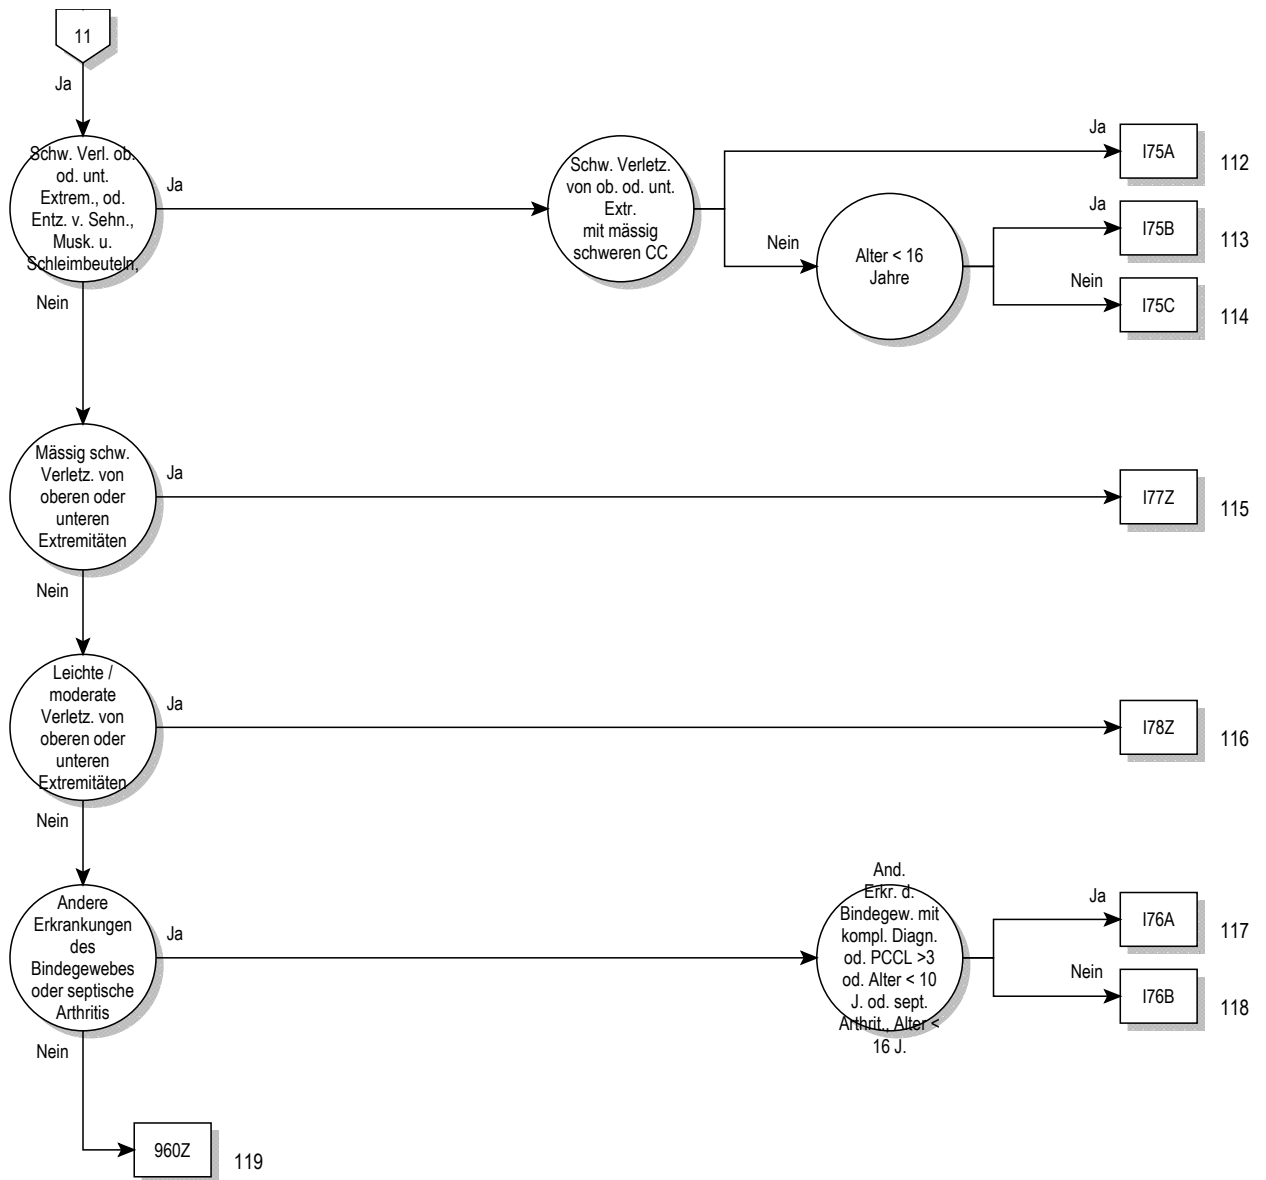 11
Ja
Schw. Verl. ob.
od. unt.
Extrem., od.
Entz. v. Sehn.,
Musk. u.
Schleimbeuteln,
Ja
Schw. Verletz.
von ob. od. unt.
Extr.
mit mässig
schweren CC
Ja
I75A
112
Nein
Alter < 16
Jahre
Ja
I75B
113
Nein
I75C
114
Nein
Mässig schw.
Verletz. von
oberen oder
unteren
Extremitäten
Ja
I77Z
115
Nein
Leichte /
moderate
Verletz. von
oberen oder
unteren
Extremitäten
Ja
I78Z
116
Nein
Andere
Erkrankungen
des
Bindegewebes
oder septische
Arthritis
Ja
And.
Erkr. d.
Bindegew. mit
kompl. Diagn.
od. PCCL >3
od. Alter < 10
J. od. sept.
Arthrit., Alter <
16 J.
Ja
I76A
117
Nein
I76B
118
Nein
960Z
119